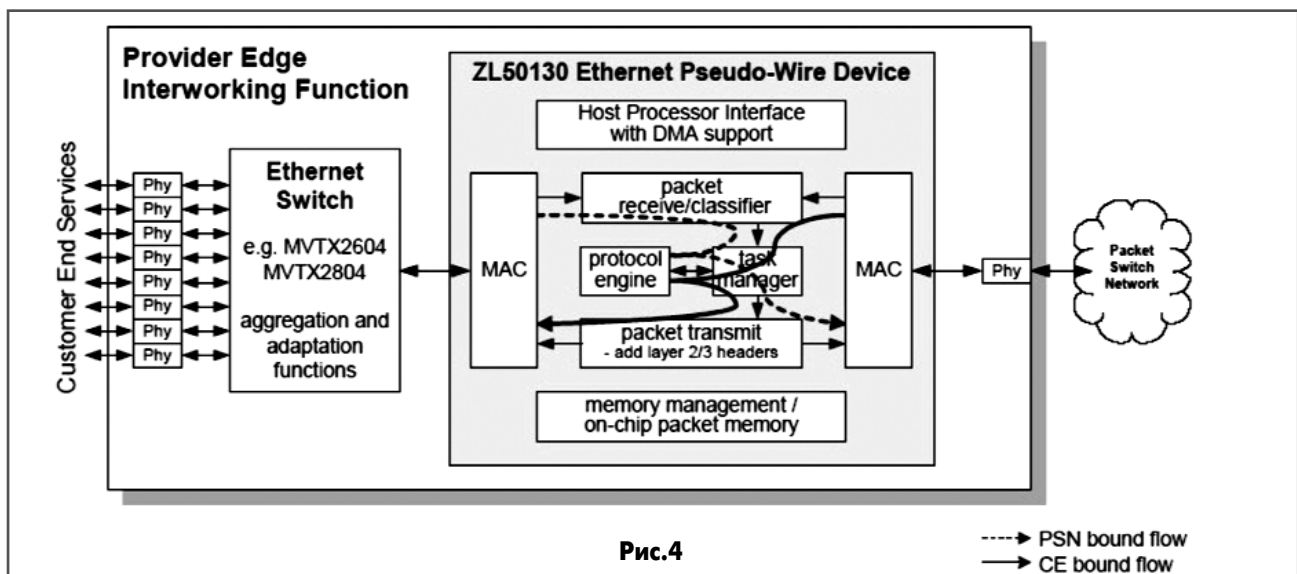 Provider Edge
Interworking Function
Customer End Services
Phy
Phy
Phy
Phy
Phy
Phy
Phy
Phy
Ethernet
Switch
e.g. MVTX2604
MVTX2804
aggregation and
adaptation
functions
ZL50130 Ethernet Pseudo-Wire Device
Host Processor Interface
with DMA support
MAC
packet
receive/classifier
protocol
engine
task
manager
packet transmit
- add layer 2/3 headers
memory management /
on-chip packet memory
MAC
Phy
Packet
Switch
Network
Рис.4
PSN bound flow
CE bound flow